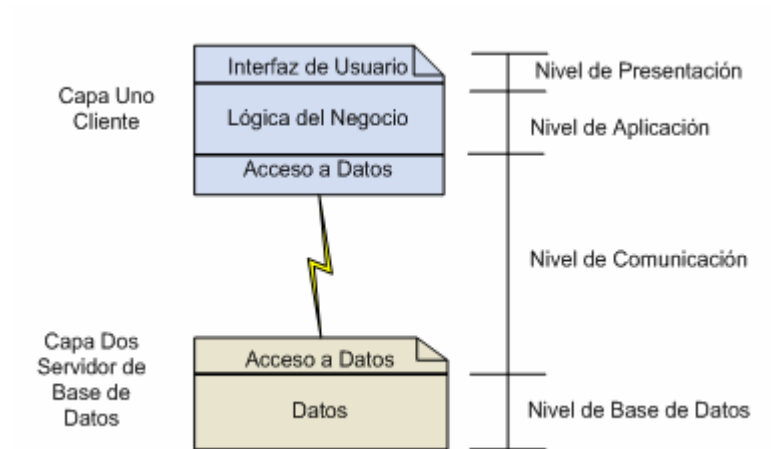 Interfaz de Usuario
Nivel de Presentación
Capa Uno
Cliente
Lógica del Negocio
Nivel de Aplicación
Acceso a Datos
Nivel de Comunicación
Capa Dos
Servidor de
Base de
Datos
Acceso a Datos
Datos
Nivel de Base de Datos